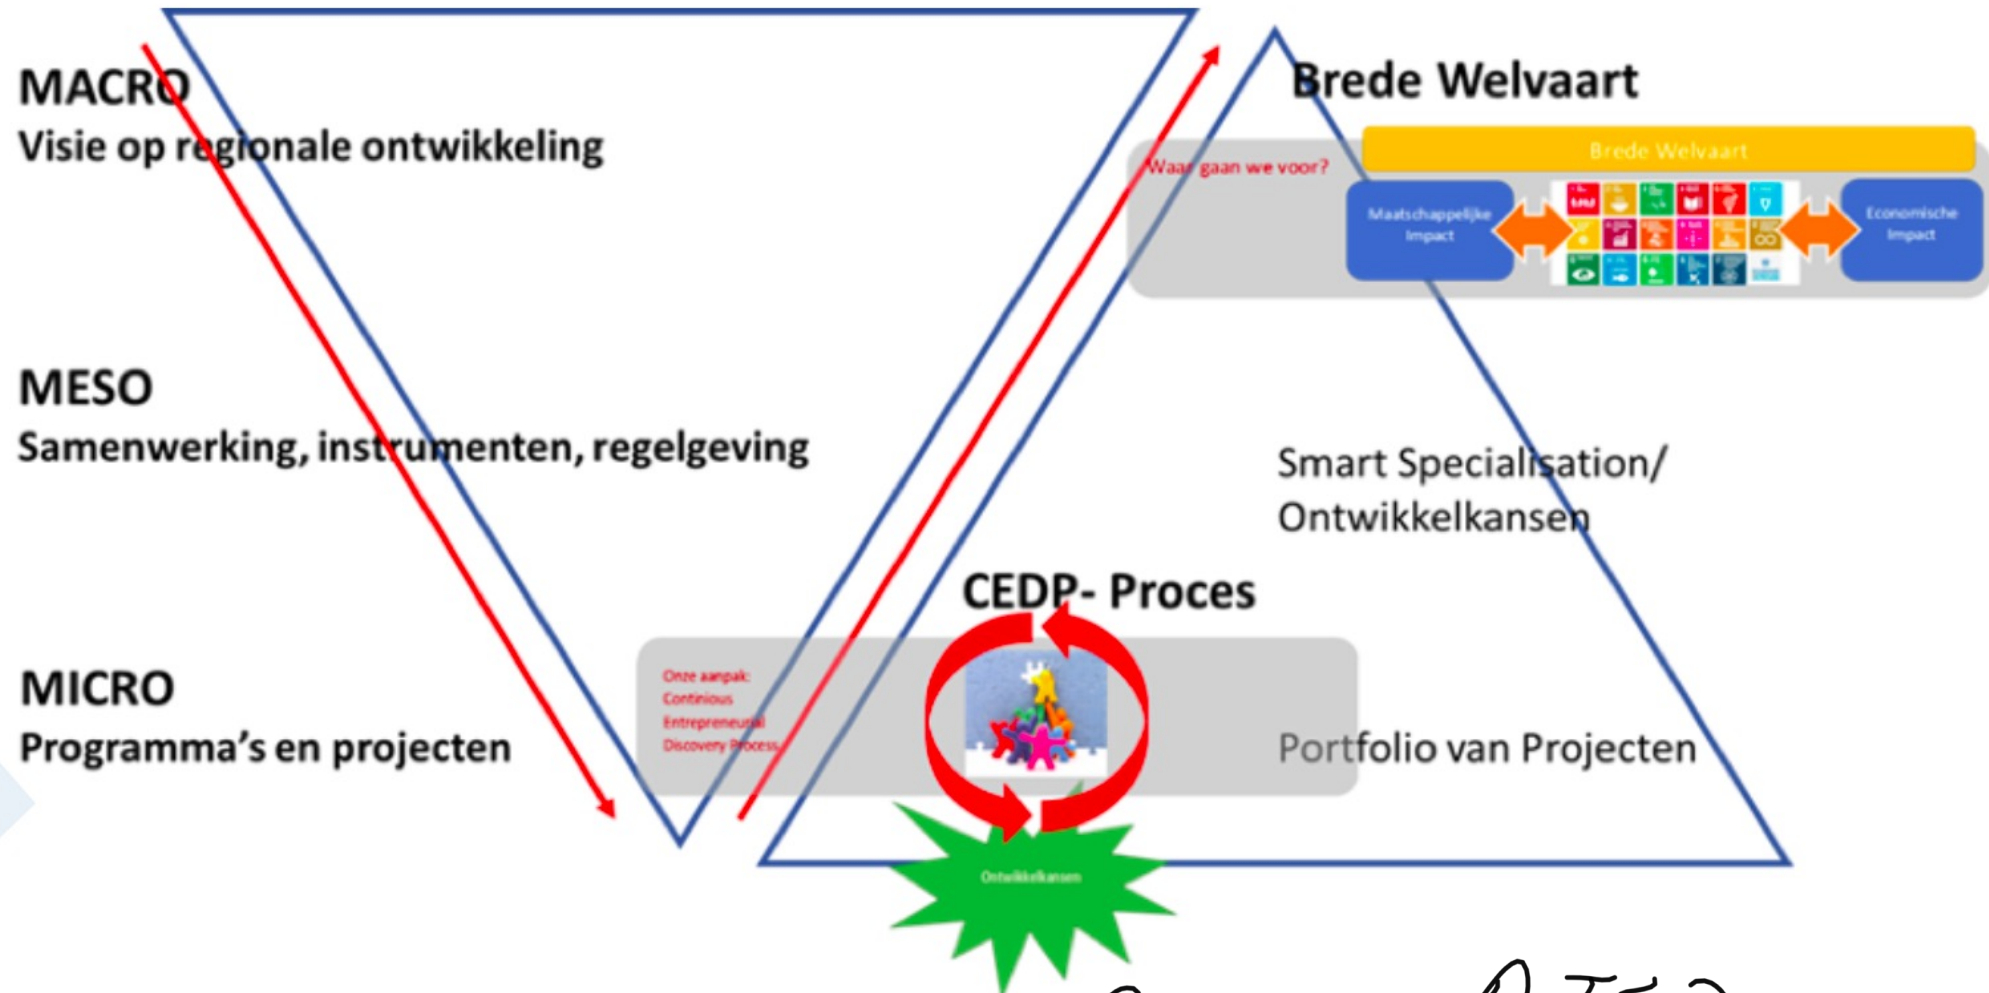 MACRO
Visie op regionale ontwikkeling
Brede Welvaart
Brede Welvaart
Waar gaan we voor?
Maatschappelijke
Impact
Economische
Impact
MESO
Samenwerking, instrumenten, regelgeving
Smart Specialisation/
Ontwikkelkansen
CEDP- Proces
MICRO
Programma's en projecten
Onze aanpak:
Continious
Entrepreneurial
Discovery Process
Portfolio van Projecten
Ontwikkelkansen